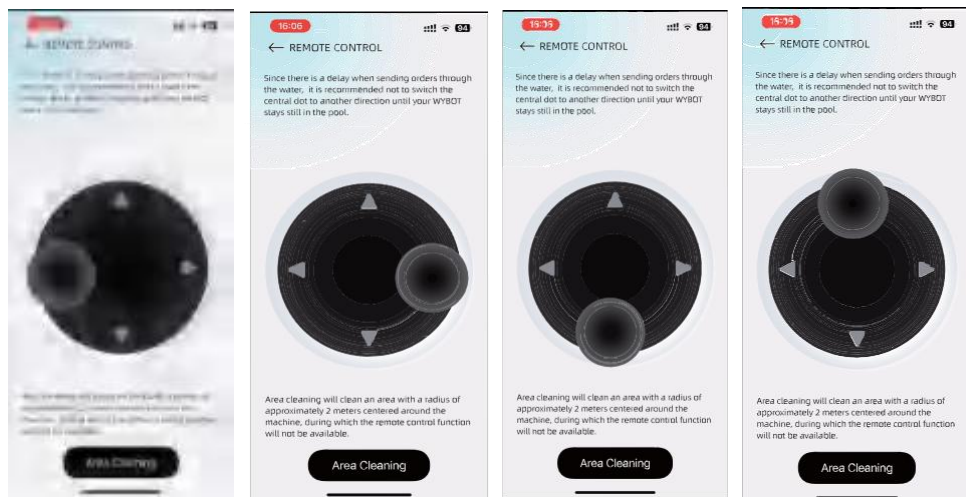 REMOTE CONTROL
Area Cleaning
16:06
94
REMOTE CONTROL
Since there is a delay when sending orders through
the water, it is recommended not to switch the
central dot to another direction until your WYBOT
stays still in the pool.
Area cleaning will clean an area with a radius of
approximately 2 meters centered around the
machine, during which the remote control function
will not be available.
Area Cleaning
94
REMOTE CONTROL
Since there is a delay when sending orders through
the water, it is recommended not to switch the
central dot to another direction until your WYBOT
stays still in the pool.
Area cleaning will clean an area with a radius of
approximately 2 meters centered around the
machine, during which the remote control function
will not be available.
Area Cleaning
94
REMOTE CONTROL
Since there is a delay when sending orders through
the water, it is recommended not to switch the
central dot to another direction until your WYBOT
stays still in the pool.
Area cleaning will clean an area with a radius of
approximately 2 meters centered around the
machine, during which the remote control function
will not be available.
Area Cleaning